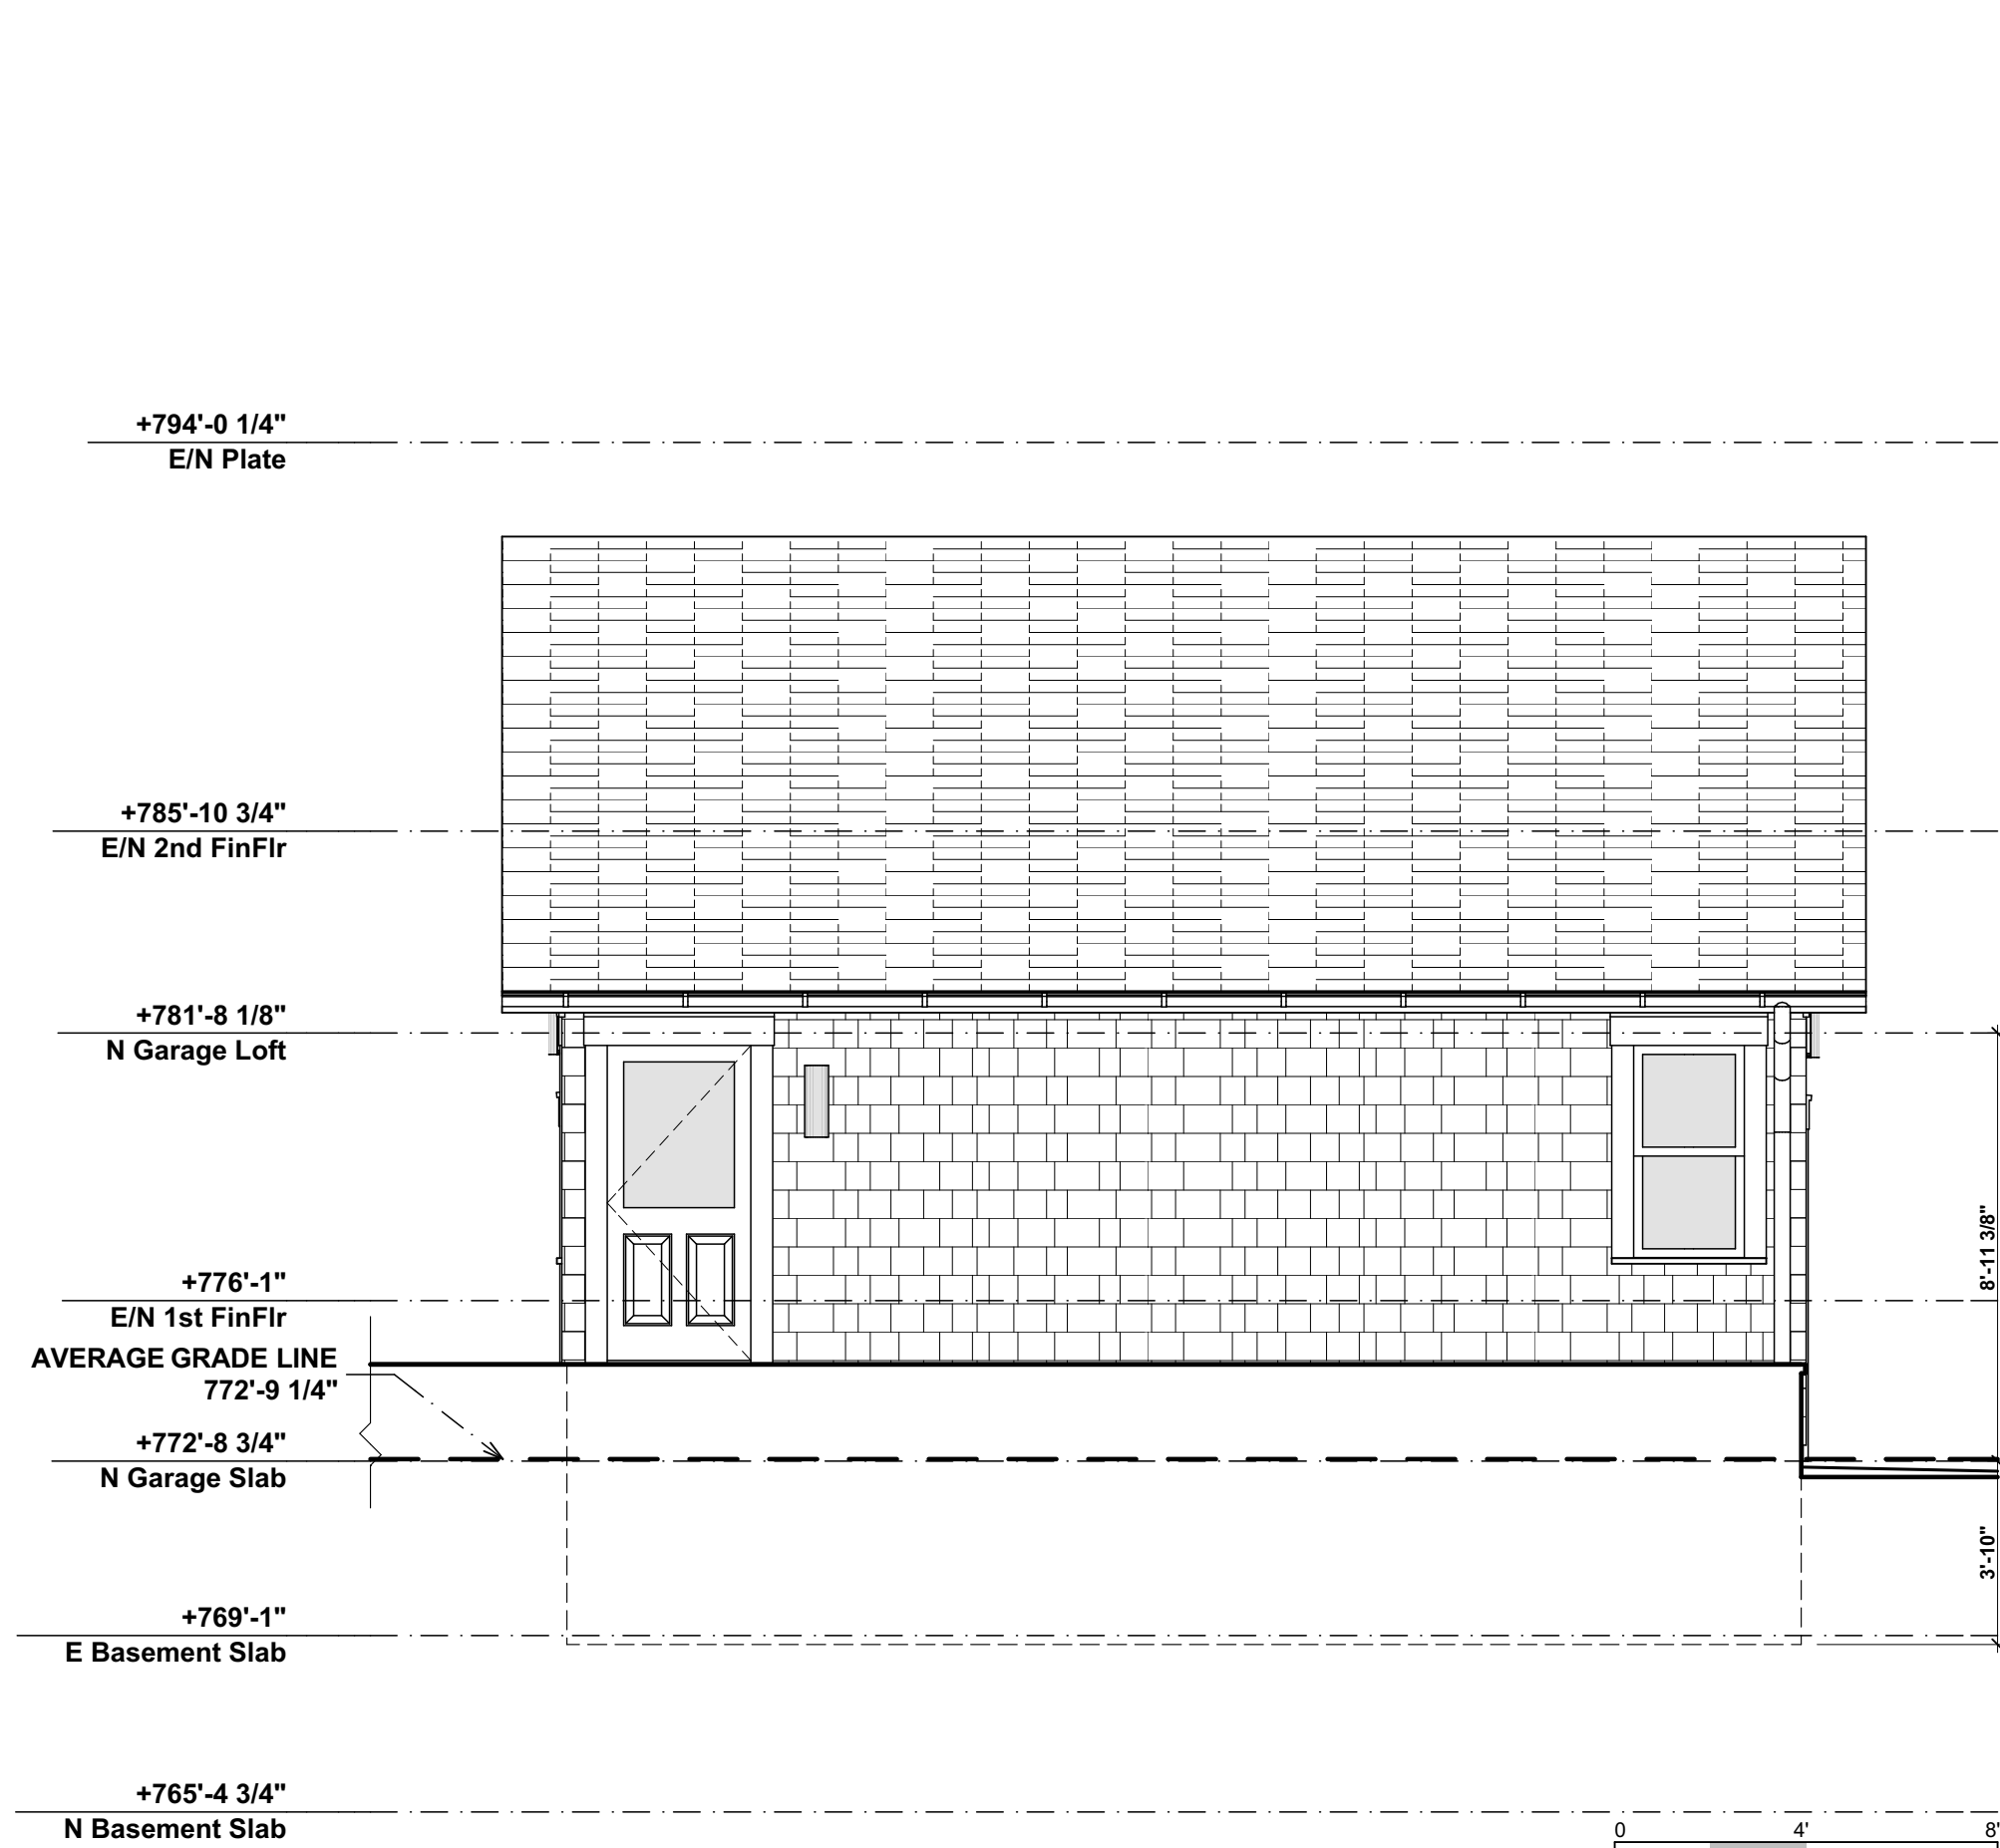 +794'-0 1/4"
E/N Plate
+785'-10 3/4"
E/N 2nd FinFlr
+781'-8 1/8"
N Garage Loft
8'-11 3/8"
+776'-1"
E/N 1st FinFlr
AVERAGE GRADE LINE
772'-9 1/4"
+772'-8 3/4"
N Garage Slab
3'-10"
+769'-1"
E Basement Slab
+765'-4 3/4"
N Basement Slab
0 4' 8'